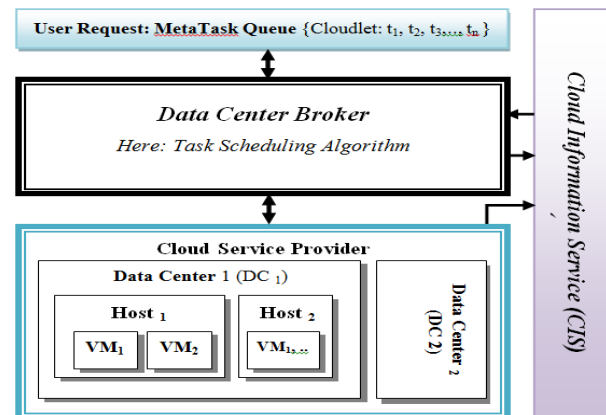 User Request: MetaTask Queue {Cloudlet: t₁, t₂, t₃,..., tₙ }
Data Center Broker
Here: Task Scheduling Algorithm
Cloud Service Provider
Data Center 1 (DC ₁)
Host ₁
VM₁
VM₂
Host ₂
VM₁, ..
Data Center ₂
(DC 2)
Cloud Information Service (CIS)